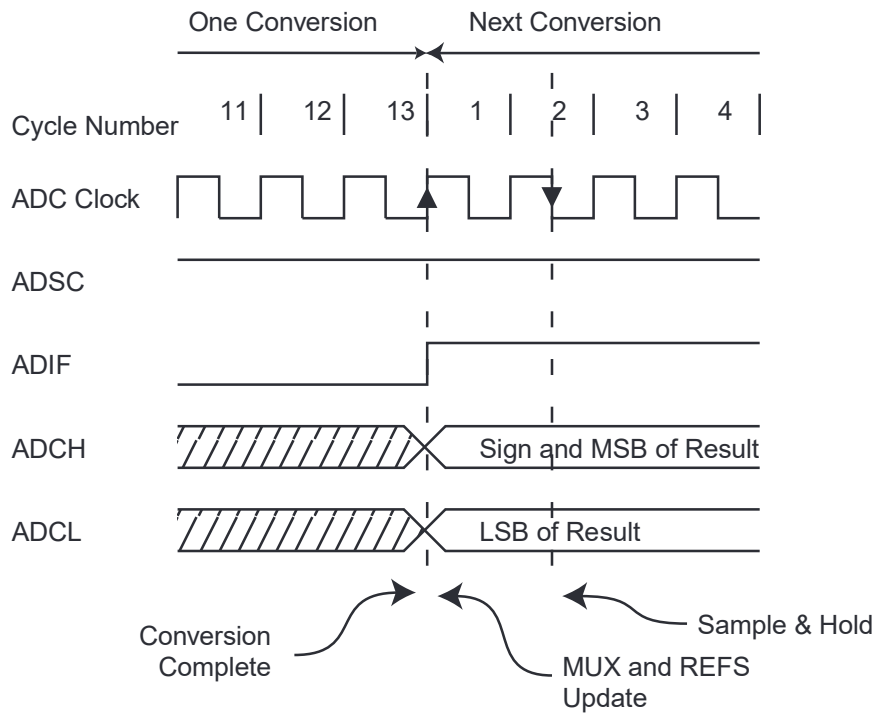 One Conversion Next Conversion
Cycle Number 11 12 13 1 2 3 4
ADC Clock
ADSC
ADIF
ADCH Sign and MSB of Result
ADCL LSB of Result
Conversion
Complete
MUX and REFS
Update
Sample & Hold